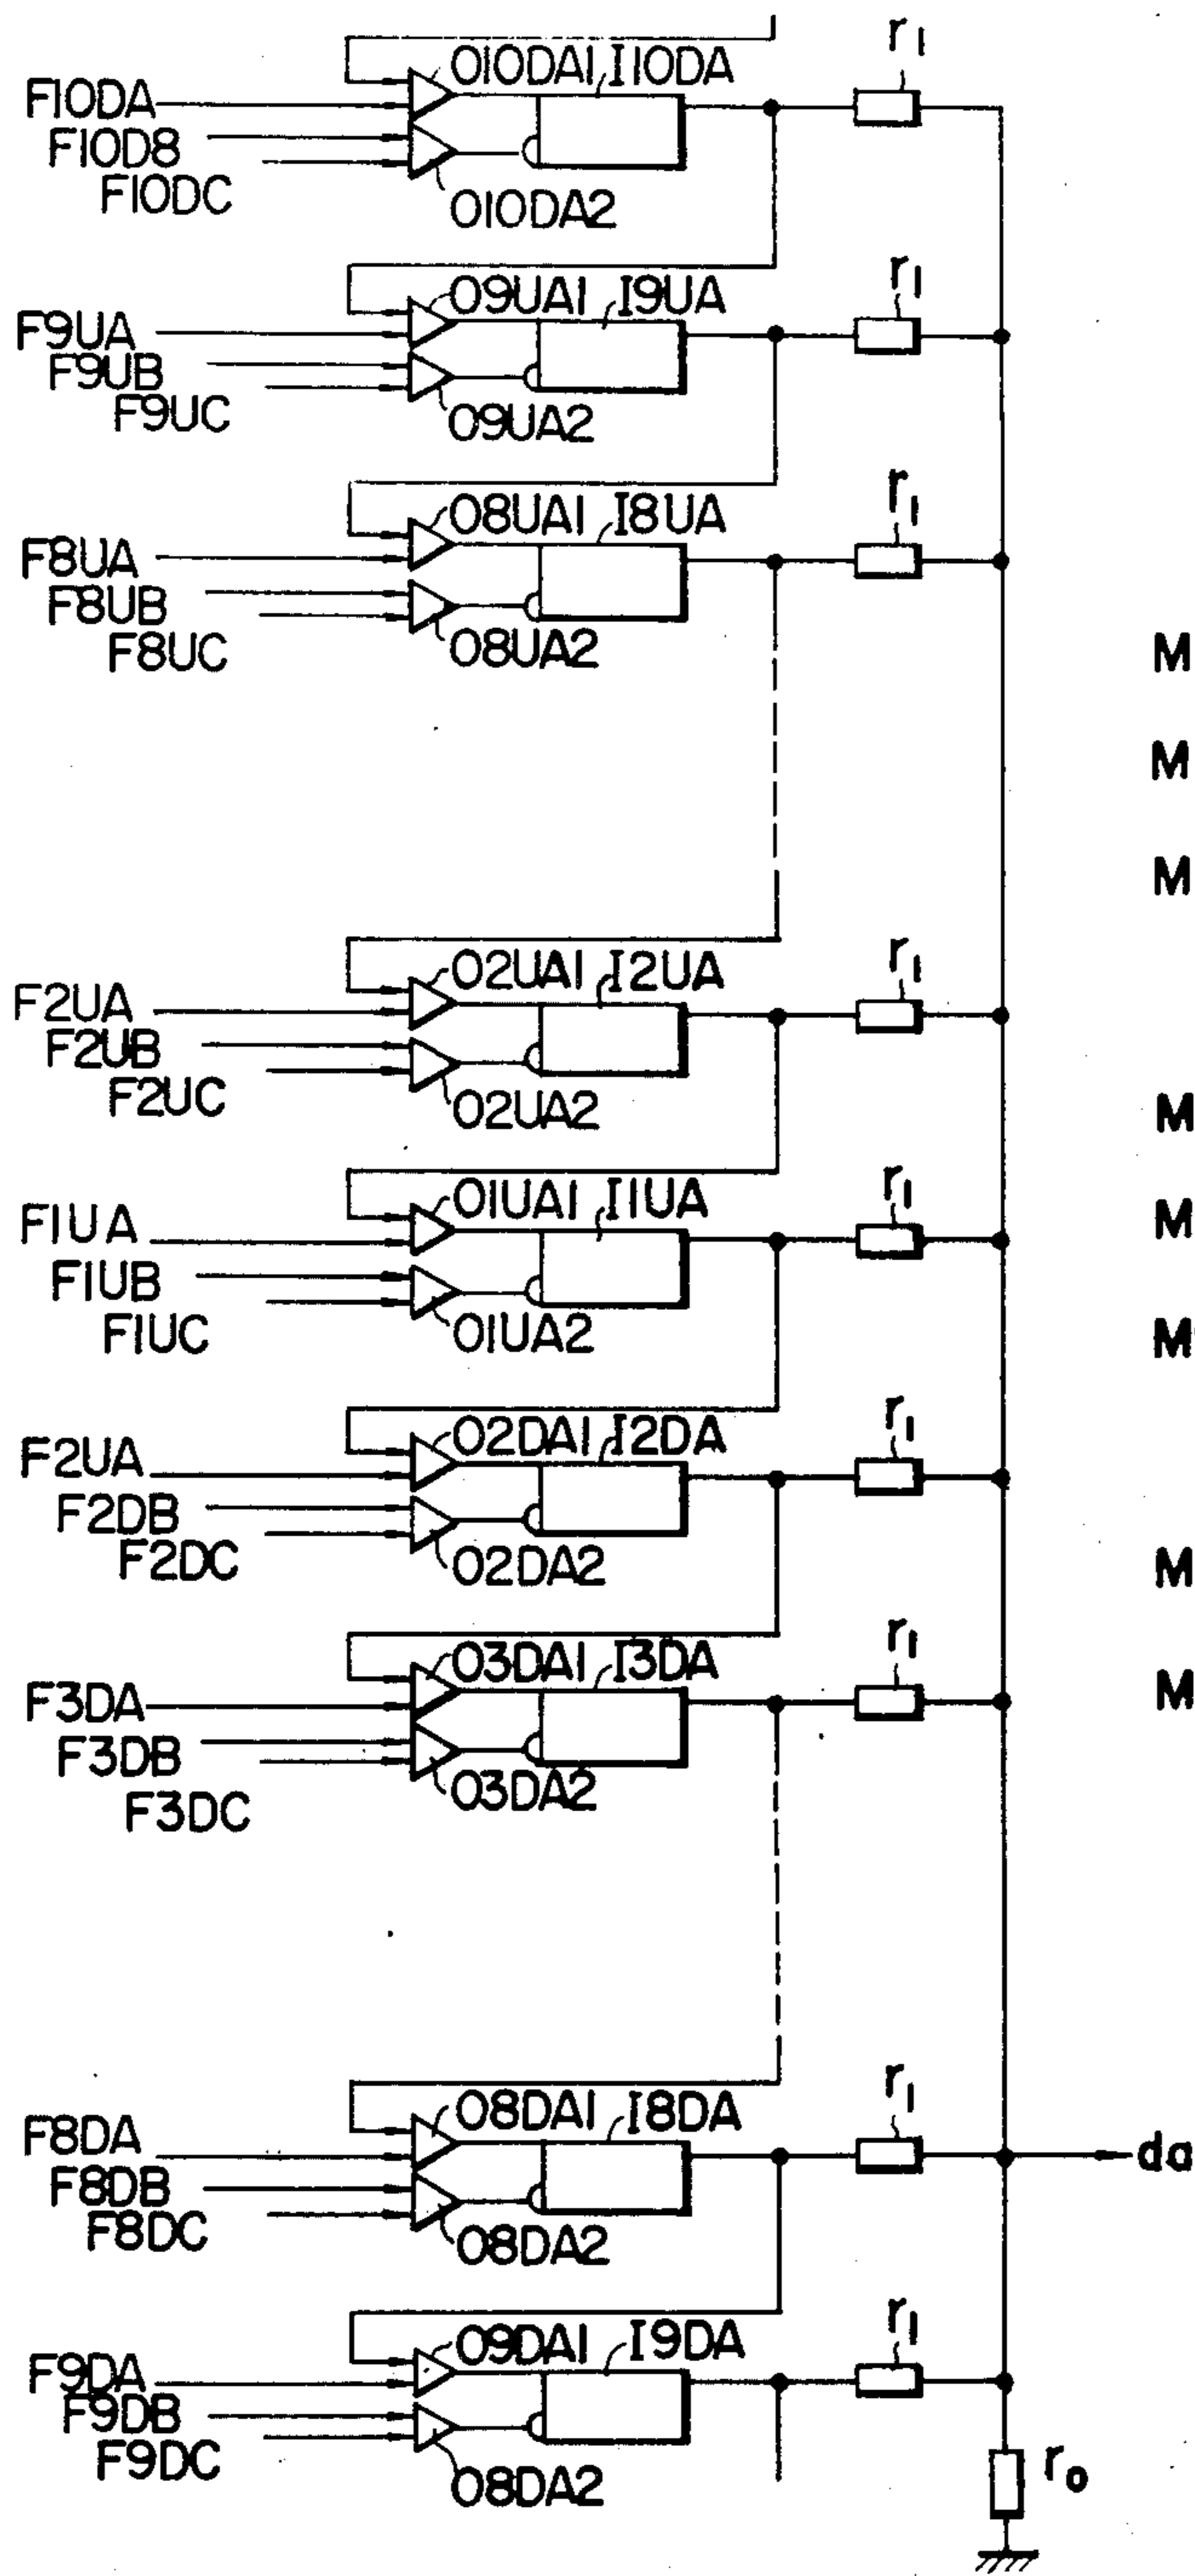 r1
O10DA1 I10DA
F10DA
F10D8
F10DC
O10DA2
r1
O9UA1 I9UA
F9UA
F9UB
F9UC
O9UA2
r1
O8UA1 I8UA
F8UA
F8UB
F8UC
O8UA2
M
M
M
r1
O2UA1 I2UA
F2UA
F2UB
F2UC
O2UA2
M
r1
O1UA1 I1UA
M
F1UA
F1UB
F1UC
O1UA2
M
r1
O2DA1 I2DA
F2UA
F2DB
F2DC
O2DA2
M
r1
O3DA1 I3DA
M
F3DA
F3DB
F3DC
O3DA2
r1
O8DA1 I8DA
F8DA
da
F8DB
F8DC
O8DA2
r1
O9DA1 I9DA
F9DA
F9DB
F9DC
O8DA2
r0